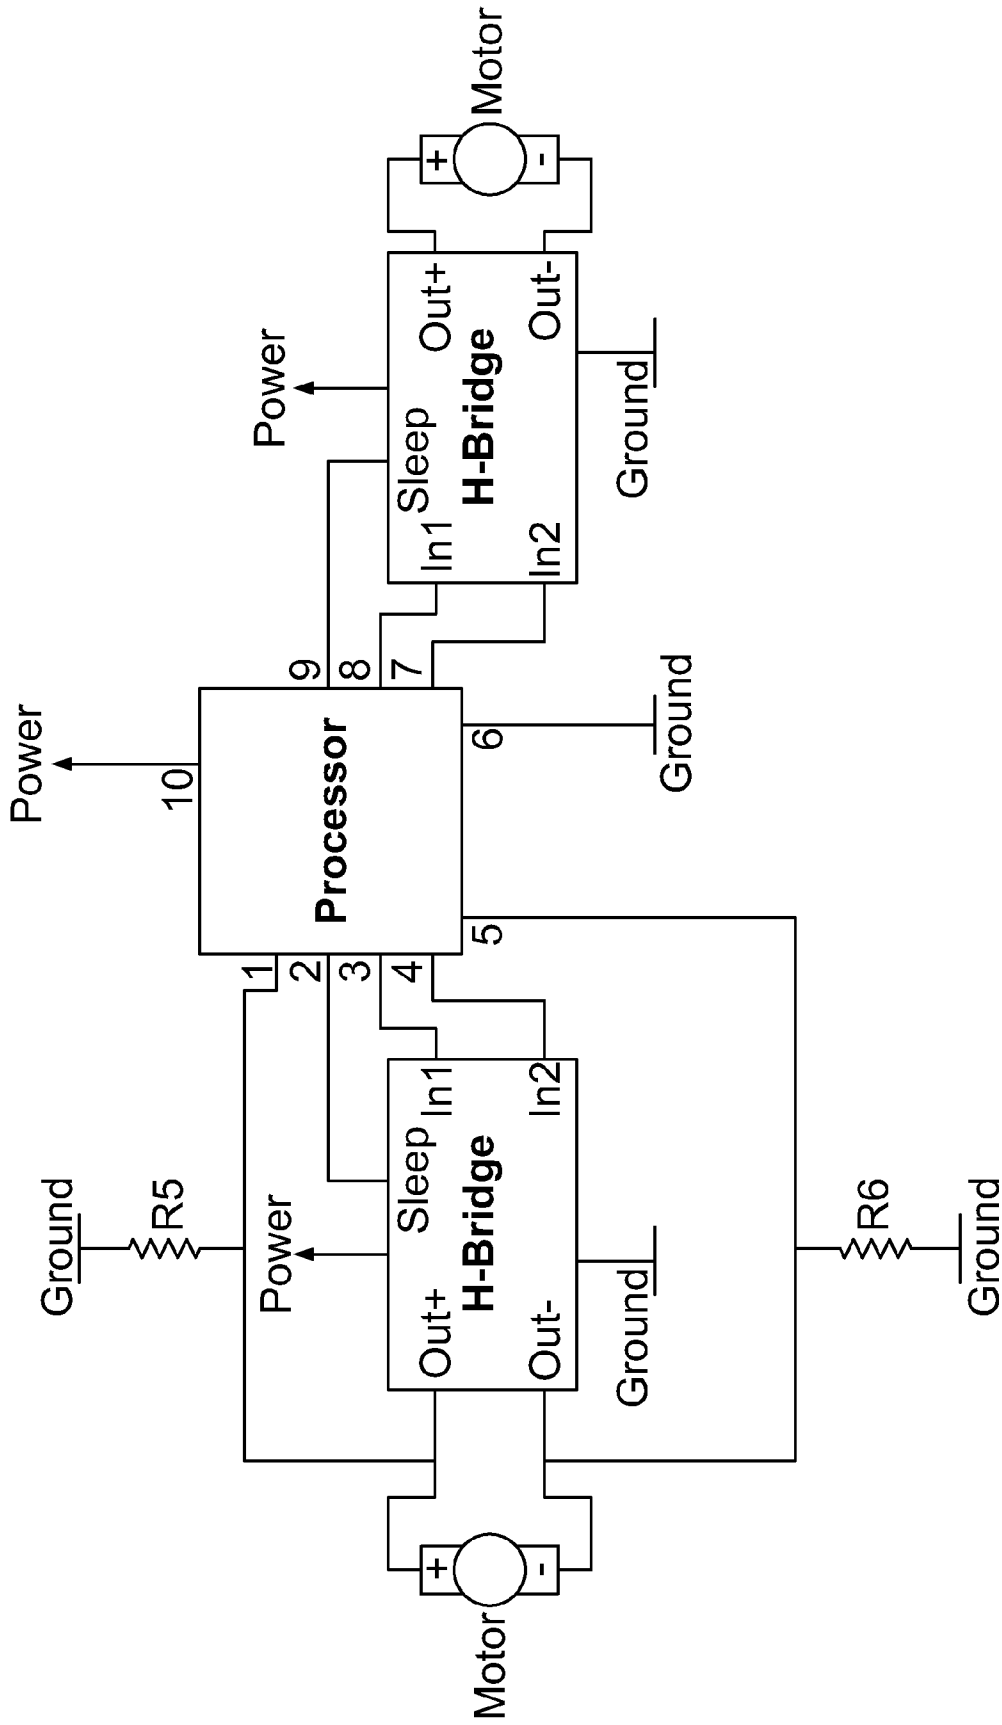 Power
Ground
R5
10
1
Power
Power
2
9
Processor
3
8
Sleep
4
7
Sleep
+
Out+
In1
In1
Out+
+
Motor
H-Bridge
5
6
H-Bridge
Motor
-
Out-
In2
In2
Out-
-
Ground
Ground
Ground
R6
Ground